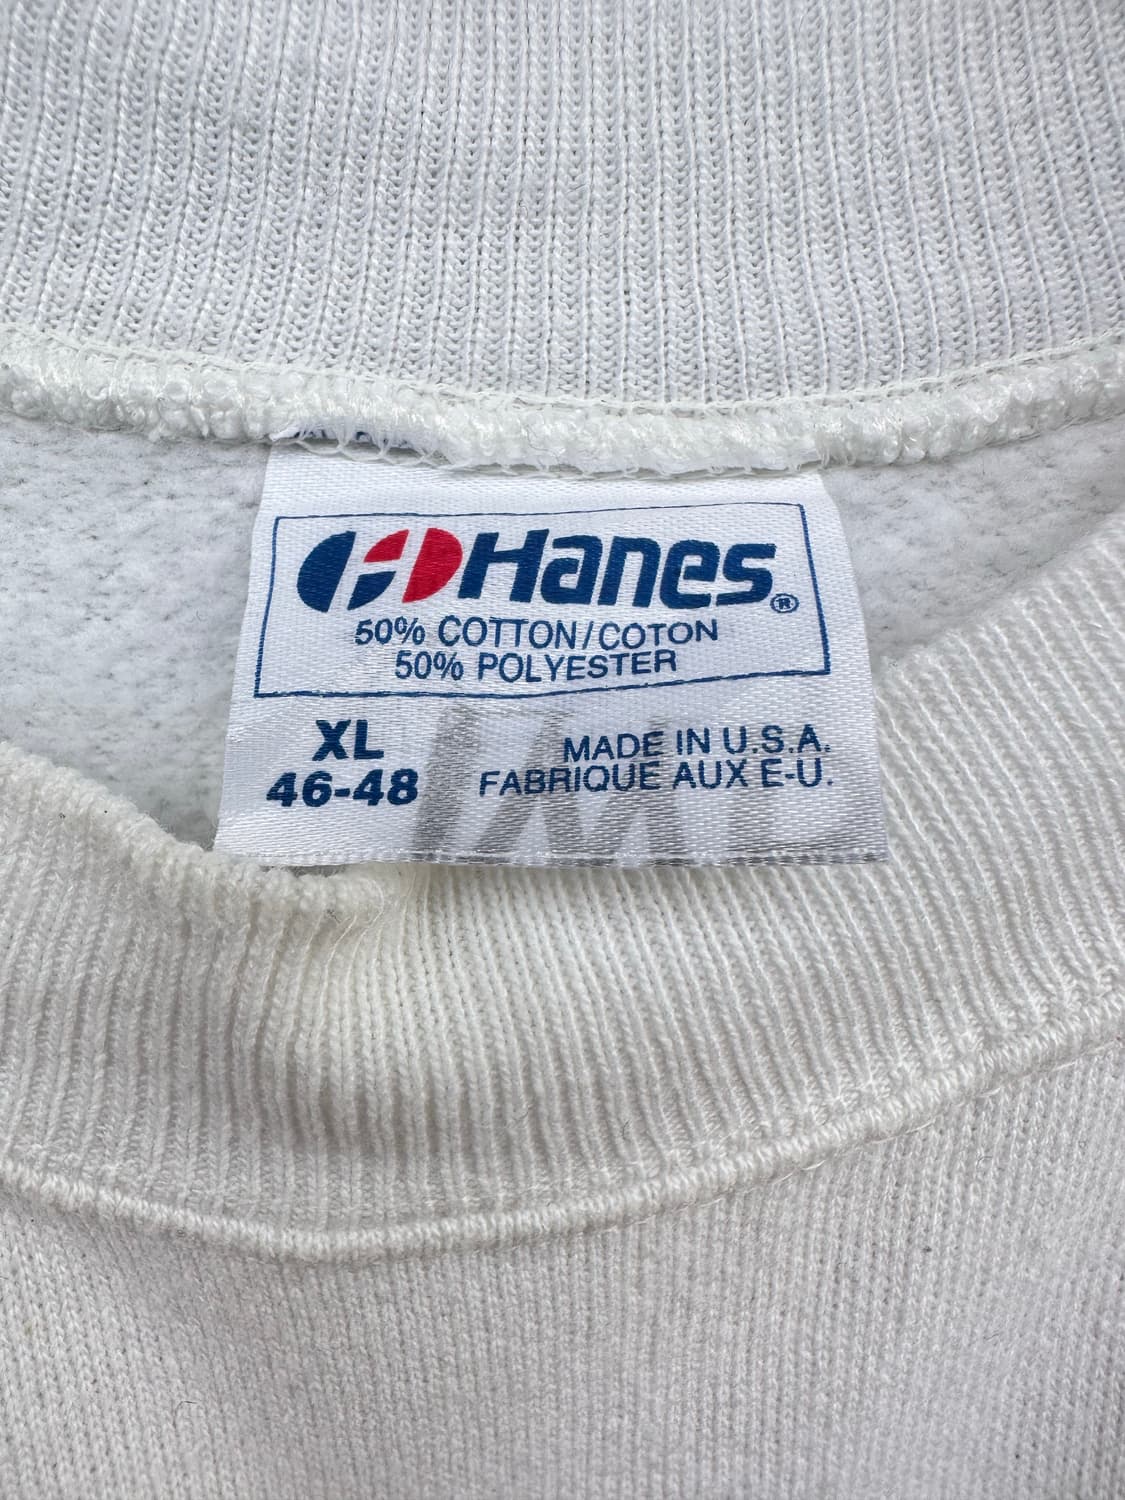 Hanes®
50% COTTON/COTON
50% POLYESTER
XL
46-48
MADE IN U.S.A.
FABRIQUE AUX E-U.